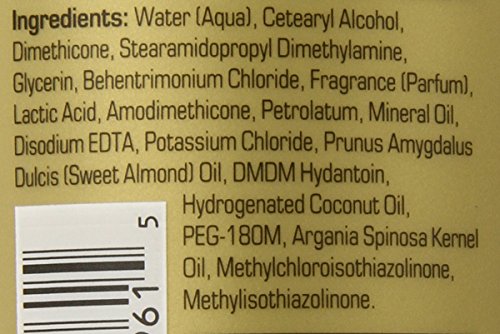 Ingredients: Water (Aqua), Cetearyl Alcohol,
Dimethicone, Stearamidopropyl Dimethylamine,
Glycerin, Behentrimonium Chloride, Fragrance (Parfum),
Lactic Acid, Amodimethicone, Petrolatum, Mineral Oil,
Disodium EDTA, Potassium Chloride, Prunus Amygdalus
Dulcis (Sweet Almond) Oil, DMDM Hydantoin,
Hydrogenated Coconut Oil,
PEG-180M, Argania Spinosa Kernel
Oil, Methylchloroisothiazolinone,
Methylisothiazolinone.
961 5